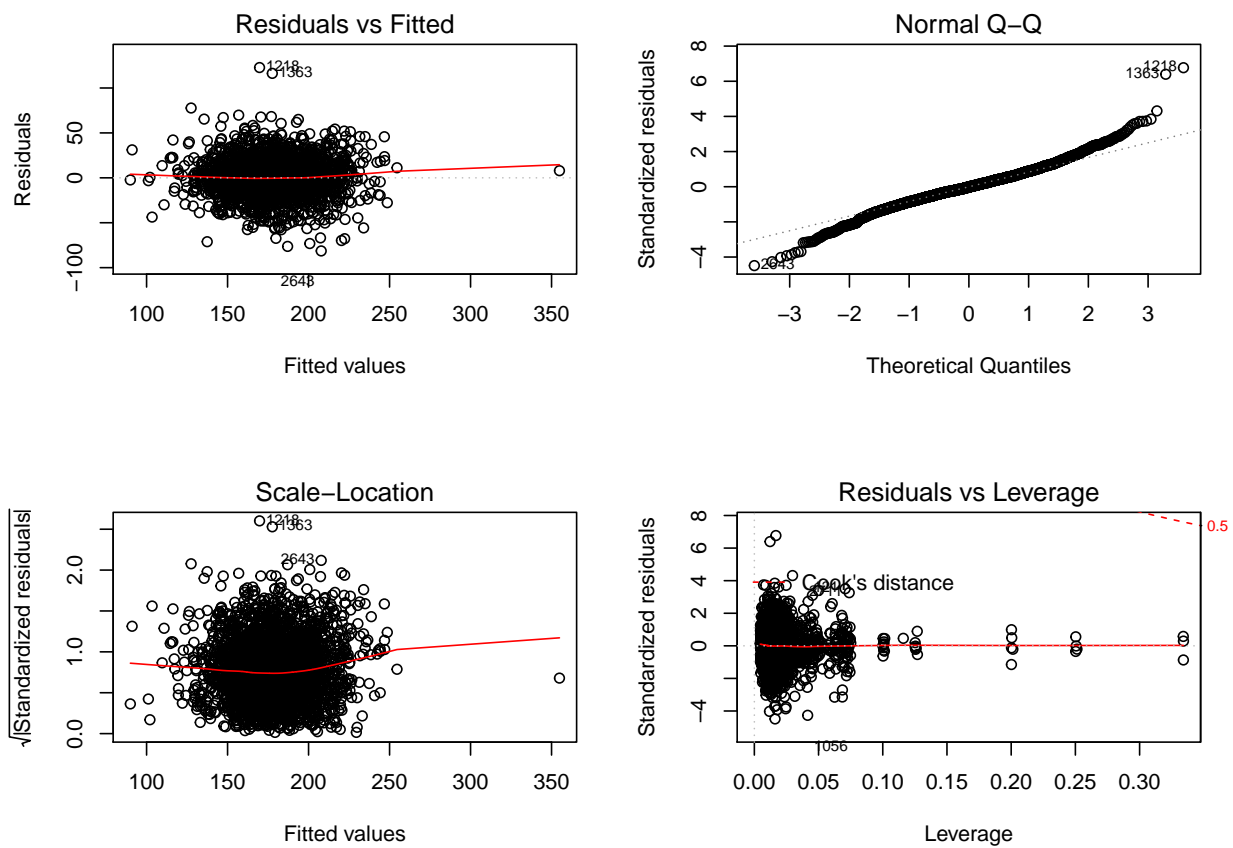 Residuals vs Fitted
Residuals
50
0
−100
1218
1363
2643
100 150 200 250 300 350
Fitted values
Normal Q−Q
Standardized residuals
8
6
4
2
0
−4
1218
1363
2643
−3 −2 −1 0 1 2 3
Theoretical Quantiles
Scale−Location
√|Standardized residuals|
2.0
1.0
0.0
1218
1363
2643
100 150 200 250 300 350
Fitted values
Residuals vs Leverage
Standardized residuals
8
6
4
2
0
−4
0.5
Cook's distance
1056
0.00 0.05 0.10 0.15 0.20 0.25 0.30
Leverage